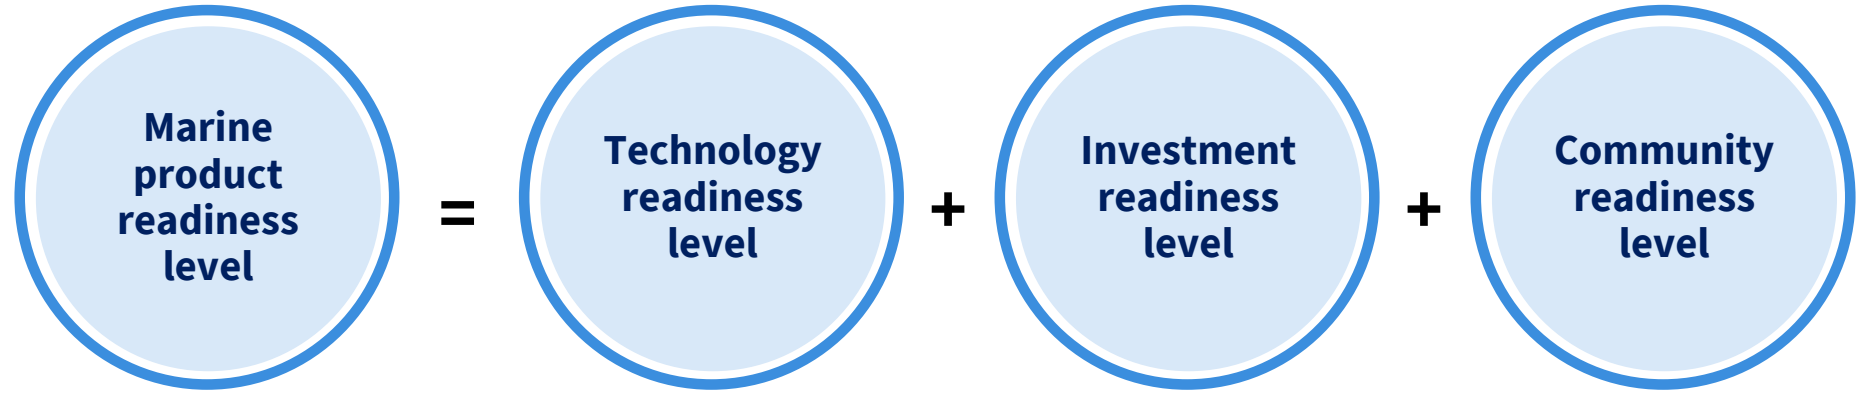 Marine
product
readiness
level
=
Technology
readiness
level
+
Investment
readiness
level
+
Community
readiness
level